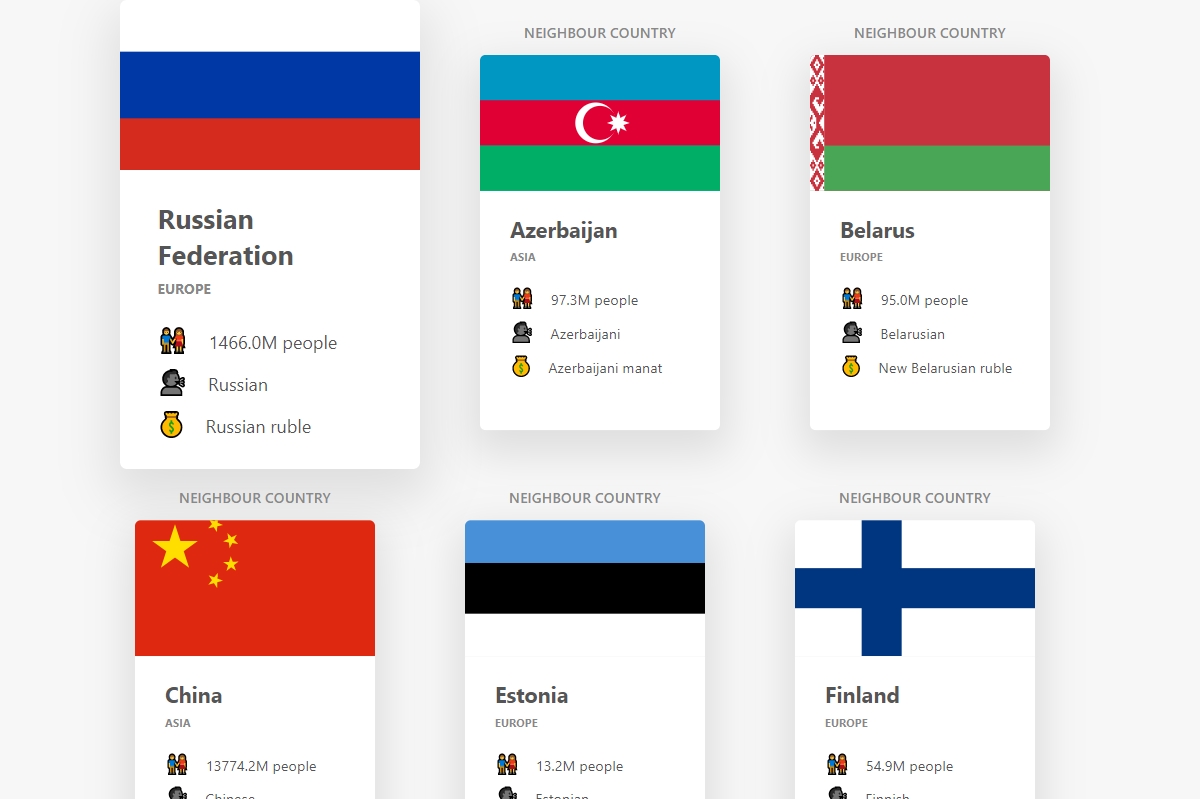 Russian
Federation
EUROPE
1466.0M people
Russian
Russian ruble
NEIGHBOUR COUNTRY
Azerbaijan
ASIA
97.3M people
Azerbaijani
Azerbaijani manat
NEIGHBOUR COUNTRY
Belarus
EUROPE
95.0M people
Belarusian
New Belarusian ruble
NEIGHBOUR COUNTRY
China
ASIA
13774.2M people
Chinese
NEIGHBOUR COUNTRY
Estonia
EUROPE
13.2M people
Estonian
NEIGHBOUR COUNTRY
Finland
EUROPE
54.9M people
Finnish